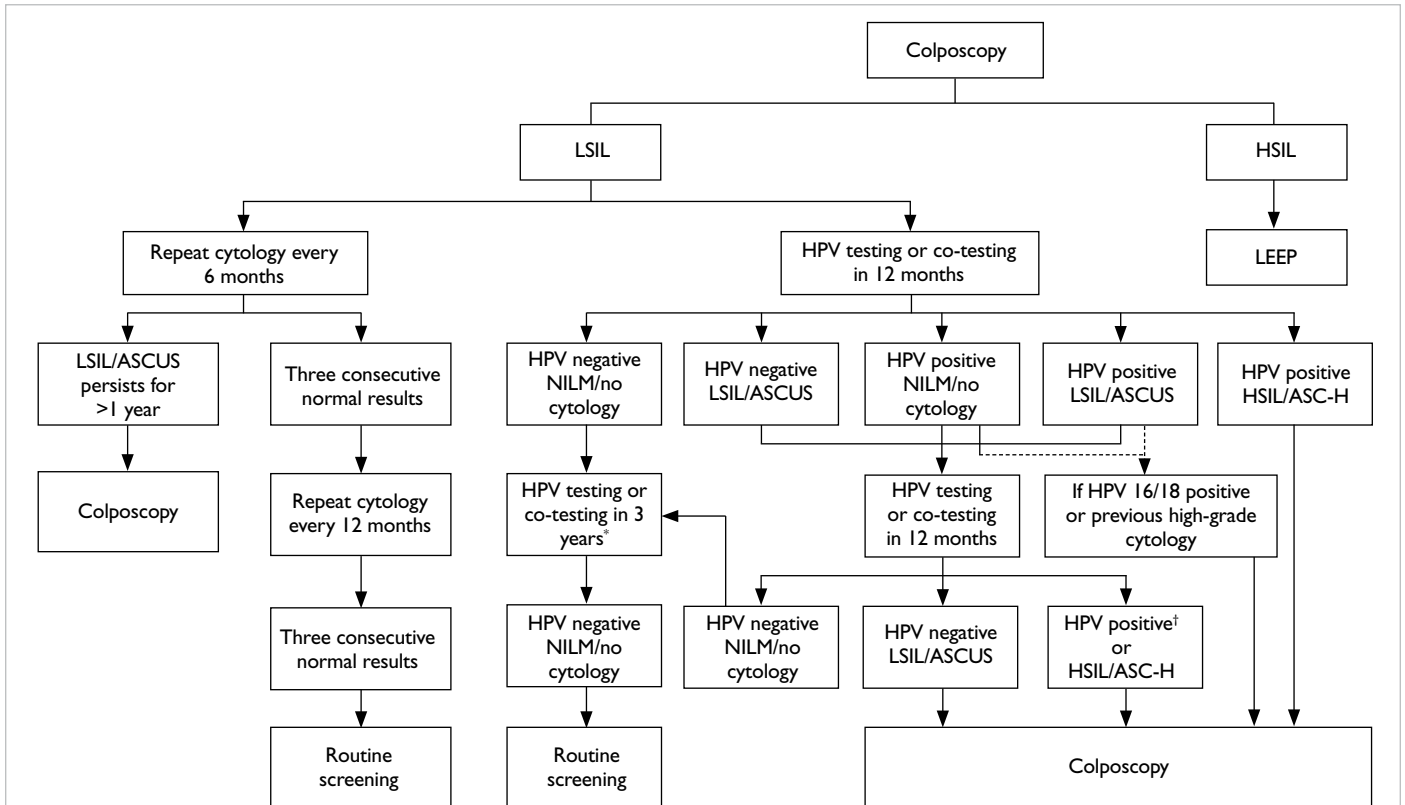 Colposcopy
LSIL
HSIL
Repeat cytology every
6 months
HPV testing or co-testing
in 12 months
LEEP
LSIL/ASCUS
persists for
>1 year
Three consecutive
normal results
HPV negative
NILM/no
cytology
HPV negative
LSIL/ASCUS
HPV positive
NILM/no
cytology
HPV positive
LSIL/ASCUS
HPV positive
HSIL/ASC-H
Colposcopy
Repeat cytology
every 12 months
HPV testing or
co-testing in 3
years*
HPV testing
or co-testing
in 12 months
If HPV 16/18 positive
or previous high-grade
cytology
Three consecutive
normal results
HPV negative
NILM/no
cytology
HPV negative
NILM/no
cytology
HPV negative
LSIL/ASCUS
HPV positive†
or
HSIL/ASC-H
Routine
screening
Routine
screening
Colposcopy